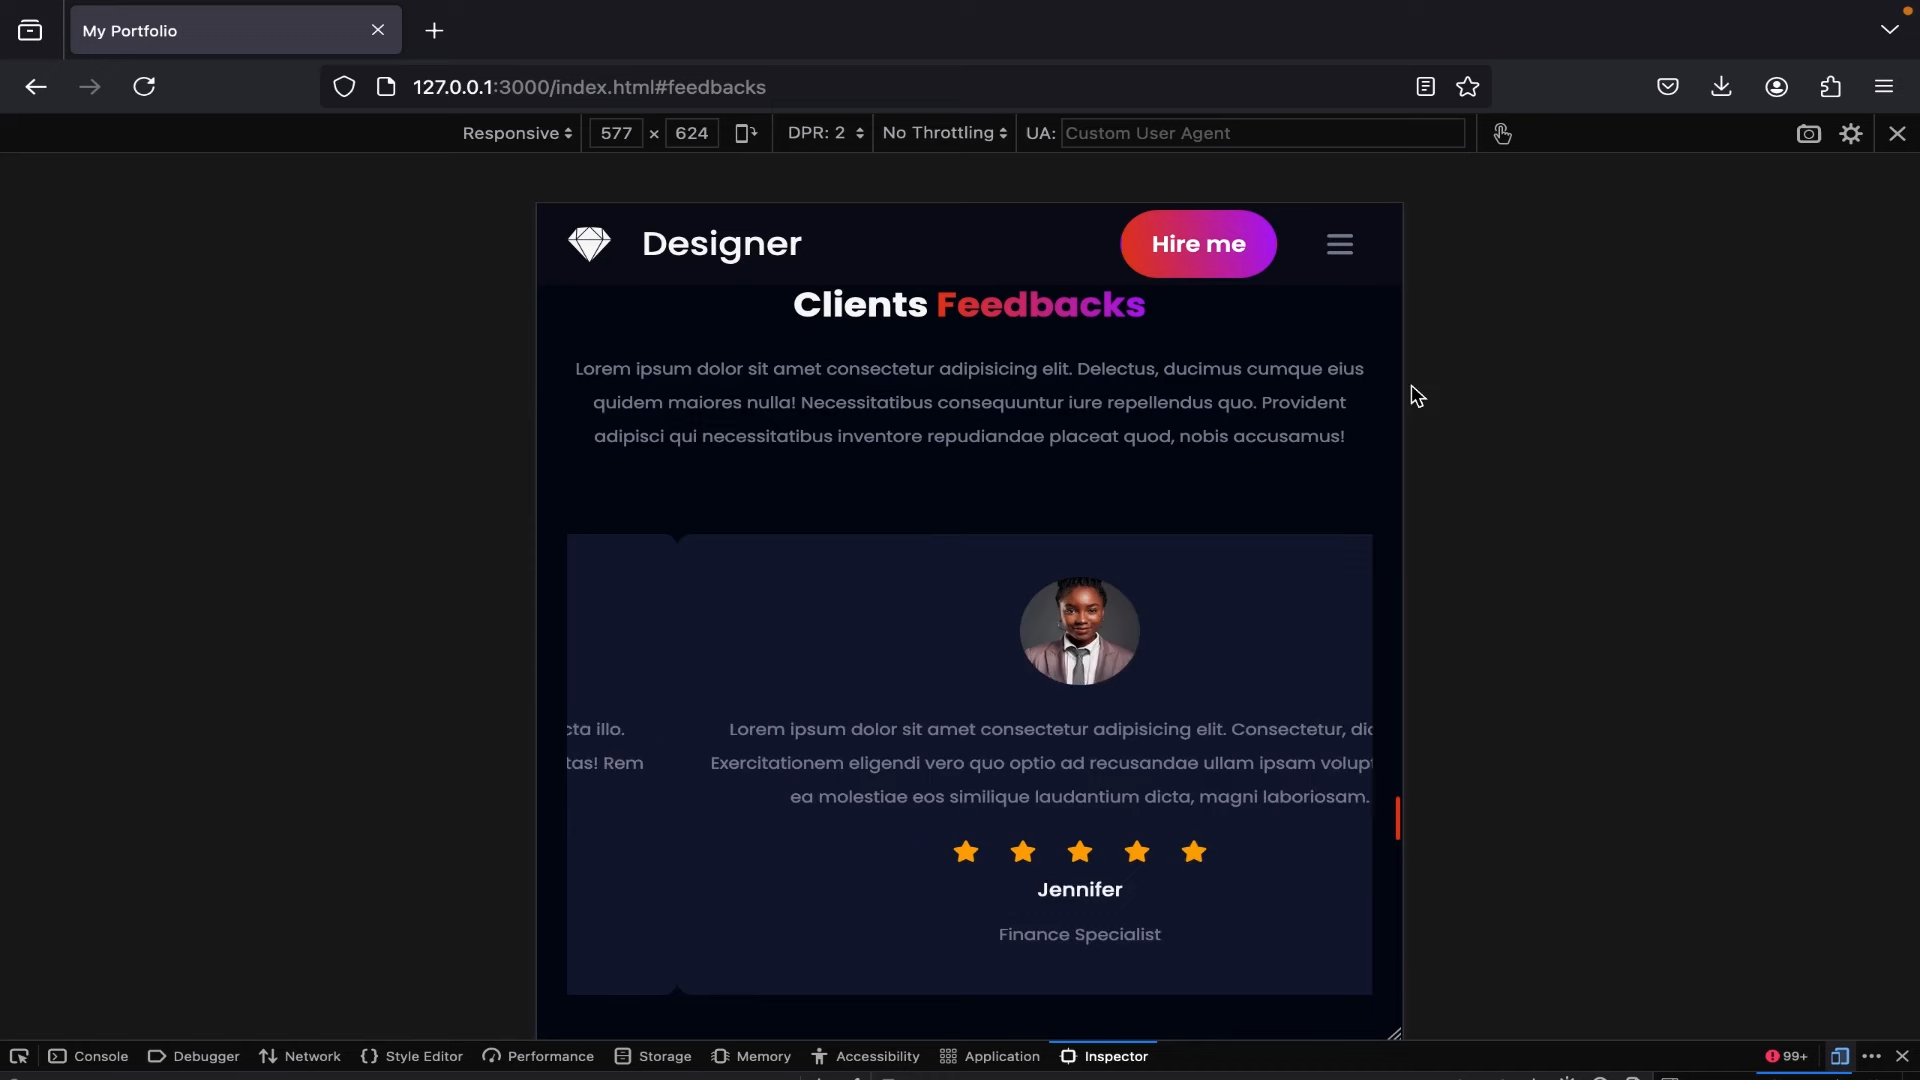 My Portfolio
127.0.0.1:3000/index.html#feedbacks
Responsive 577 × 624 DPR: 2 No Throttling UA: Custom User Agent
Designer Hire me
Clients Feedbacks
Lorem ipsum dolor sit amet consectetur adipisicing elit. Delectus, ducimus cumque eius
quidem maiores nulla! Necessitatibus consequuntur iure repellendus quo. Provident
adipisci qui necessitatibus inventore repudiandae placeat quod, nobis accusamus!
cta illo. Lorem ipsum dolor sit amet consectetur adipisicing elit. Consectetur, dic
tas! Rem Exercitationem eligendi vero quo optio ad recusandae ullam ipsam volupt
ea molestiae eos similique laudantium dicta, magni laboriosam.
Jennifer
Finance Specialist
Console Debugger Network Style Editor Performance Storage Memory Accessibility Application Inspector 99+